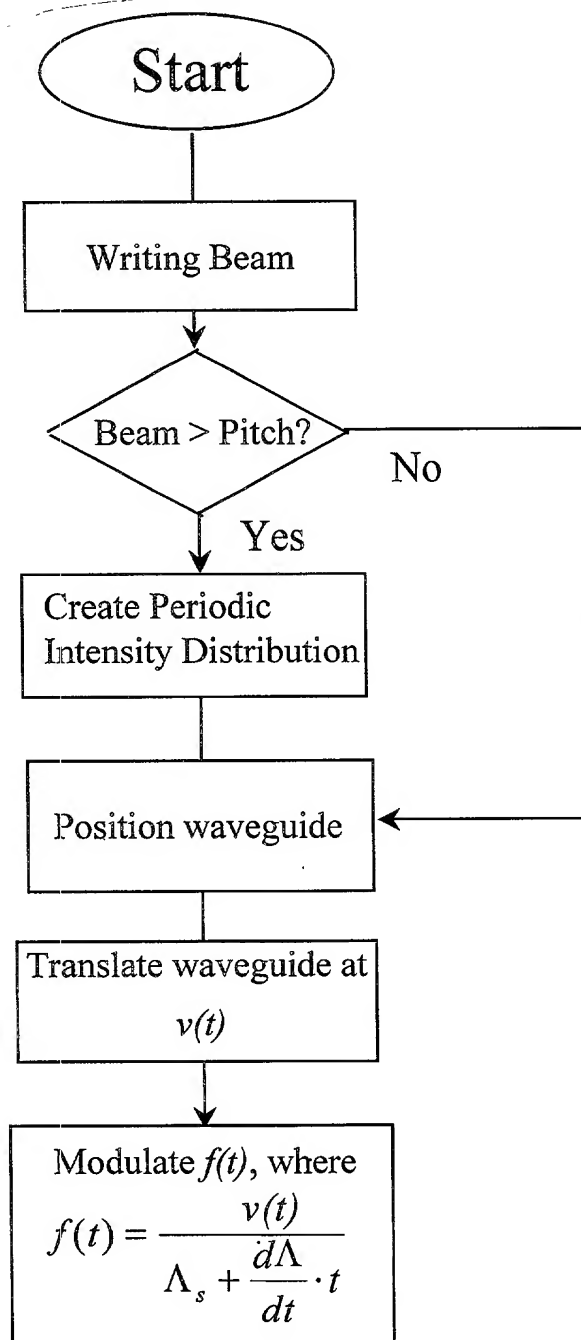 Start
Writing Beam
Beam > Pitch?
No
Yes
Create Periodic
Intensity Distribution
Position waveguide
Translate waveguide at
v(t)
Modulate f(t), where
f(t) = v(t) / (Λs + dΛ/dt · t)